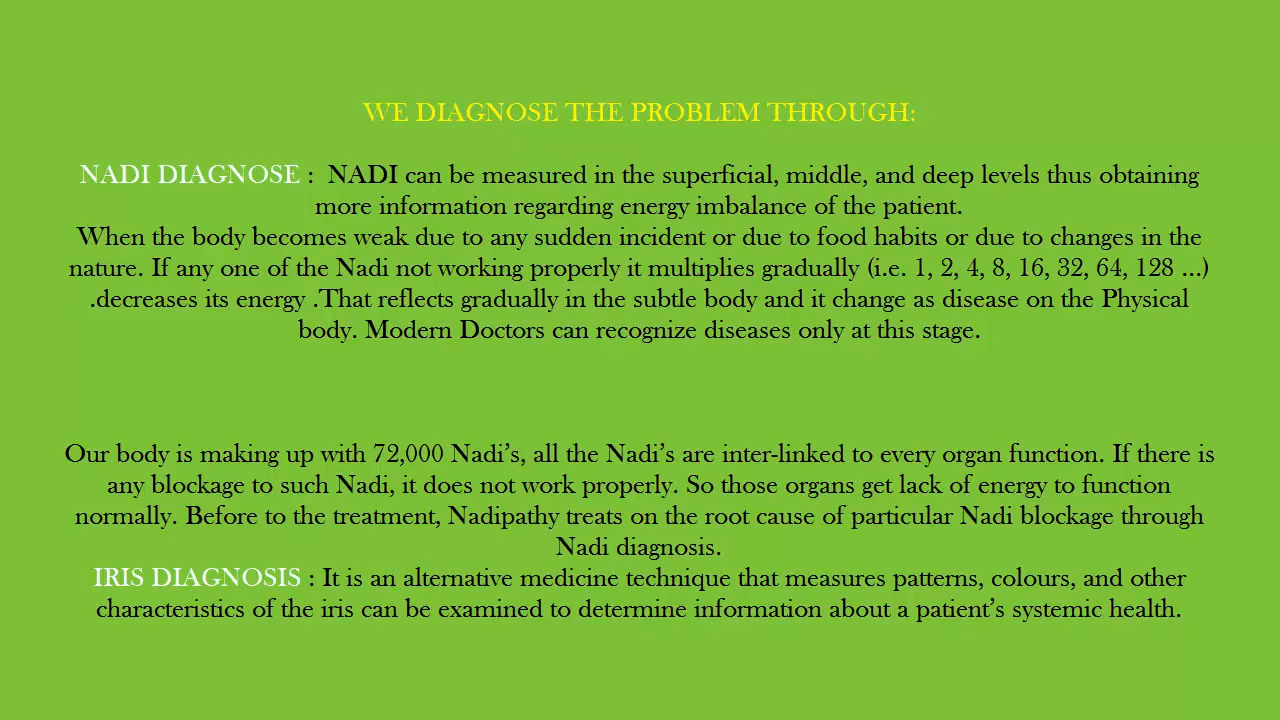 WE DIAGNOSE THE PROBLEM THROUGH:
NADI DIAGNOSE :  NADI can be measured in the superficial, middle, and deep levels thus obtaining
more information regarding energy imbalance of the patient.
When the body becomes weak due to any sudden incident or due to food habits or due to changes in the
nature. If any one of the Nadi not working properly it multiplies gradually (i.e. 1, 2, 4, 8, 16, 32, 64, 128 ...)
.decreases its energy .That reflects gradually in the subtle body and it change as disease on the Physical
body. Modern Doctors can recognize diseases only at this stage.
Our body is making up with 72,000 Nadi’s, all the Nadi’s are inter-linked to every organ function. If there is
any blockage to such Nadi, it does not work properly. So those organs get lack of energy to function
normally. Before to the treatment, Nadipathy treats on the root cause of particular Nadi blockage through
Nadi diagnosis.
IRIS DIAGNOSIS : It is an alternative medicine technique that measures patterns, colours, and other
characteristics of the iris can be examined to determine information about a patient’s systemic health.